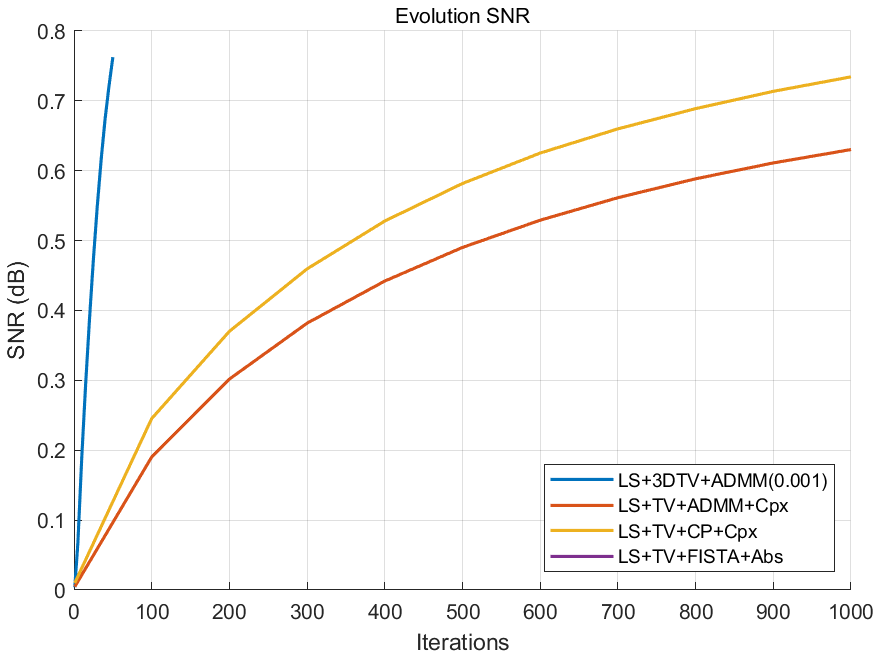 Evolution SNR
0.8
0.7
0.6
0.5
0.4
0.3
0.2
0.1
0
SNR (dB)
0 100 200 300 400 500 600 700 800 900 1000
Iterations
LS+3DTV+ADMM(0.001)
LS+TV+ADMM+Cpx
LS+TV+CP+Cpx
LS+TV+FISTA+Abs